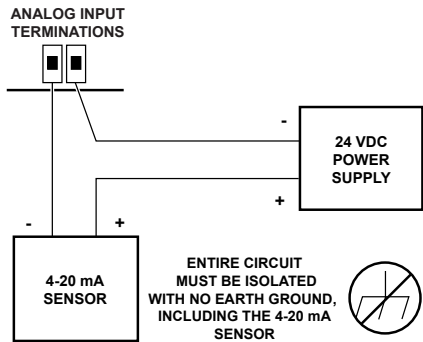 ANALOG INPUT
TERMINATIONS
-
24 VDC
POWER
SUPPLY
+
-
+
4-20 mA
SENSOR
ENTIRE CIRCUIT
MUST BE ISOLATED
WITH NO EARTH GROUND,
INCLUDING THE 4-20 mA
SENSOR